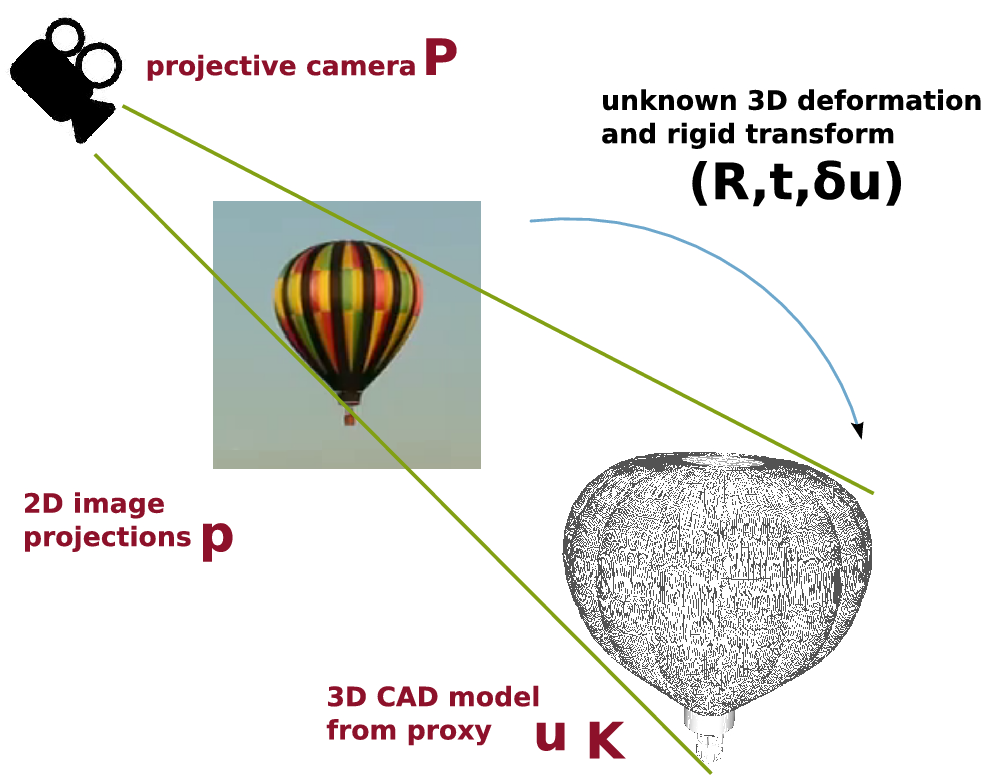 projective camera P
unknown 3D deformation
and rigid transform
(R,t,δu)
2D image
projections p
3D CAD model
from proxy u K